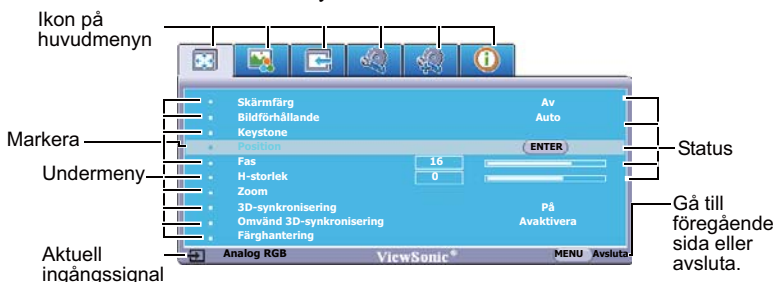 Ikon på
huvudmenyn
Skärmfärg Av
Bildförhållande Auto
Keystone
Markera
Position ENTER
Status
Fas 16
Undermeny
H-storlek 0
Zoom
3D-synkronisering På
Omvänd 3D-synkronisering Avaktivera
Färghantering
Gå till
föregående
sida eller
avsluta.
Aktuell
ingångssignal
Analog RGB ViewSonic® MENU Avsluta